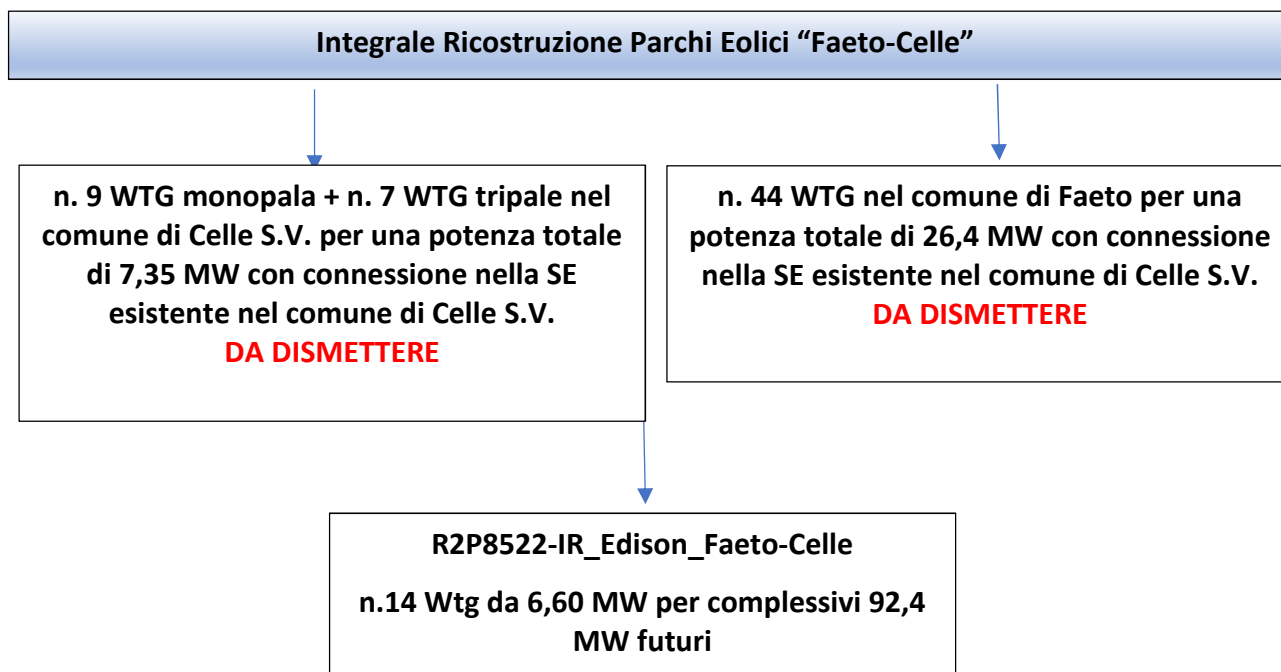 Integrale Ricostruzione Parchi Eolici “Faeto-Celle”
n. 9 WTG monopala + n. 7 WTG tripale nel
comune di Celle S.V. per una potenza totale
di 7,35 MW con connessione nella SE
esistente nel comune di Celle S.V.
DA DISMETTERE
n. 44 WTG nel comune di Faeto per una
potenza totale di 26,4 MW con connessione
nella SE esistente nel comune di Celle S.V.
DA DISMETTERE
R2P8522-IR_Edison_Faeto-Celle
n.14 Wtg da 6,60 MW per complessivi 92,4
MW futuri